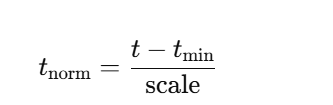 t_norm = (t − t_min) / scale